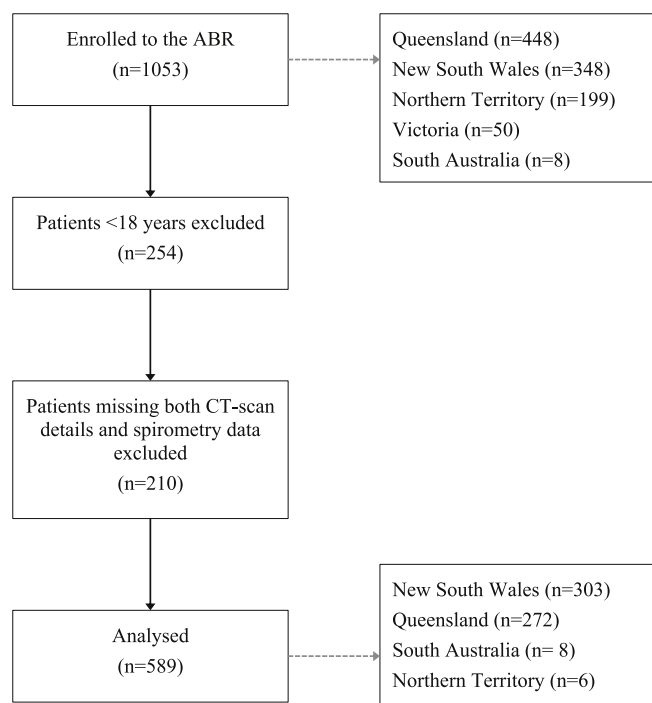 Enrolled to the ABR
(n=1053)
Queensland (n=448)
New South Wales (n=348)
Northern Territory (n=199)
Victoria (n=50)
South Australia (n=8)
Patients <18 years excluded
(n=254)
Patients missing both CT-scan
details and spirometry data
excluded
(n=210)
Analysed
(n=589)
New South Wales (n=303)
Queensland (n=272)
South Australia (n= 8)
Northern Territory (n=6)